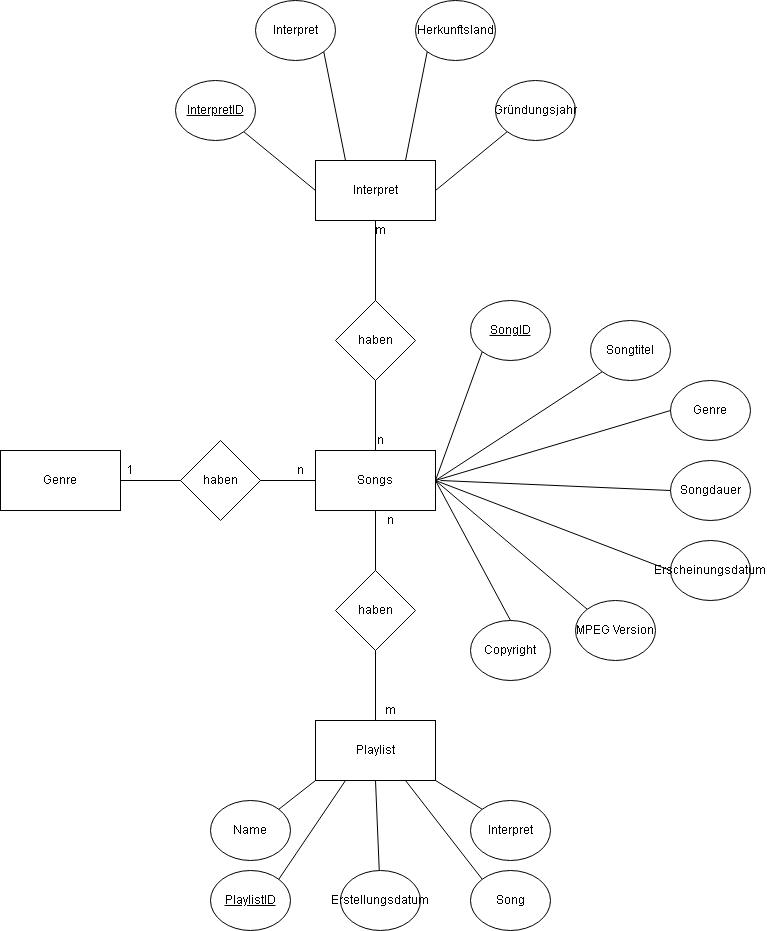 Interpret
Herkunftsland
InterpretID
Gründungsjahr
Interpret
m
haben
SongID
Songtitel
Genre
n
Genre
1
haben
n
Songs
Songdauer
n
Erscheinungsdatum
haben
MPEG Version
Copyright
m
Playlist
Name
Interpret
PlaylistID
Erstellungsdatum
Song